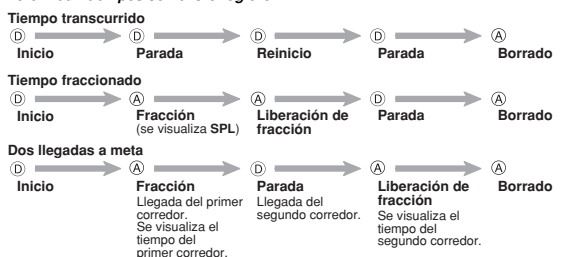 Tiempo transcurrido
D D D D A
Inicio Parada Reinicio Parada Borrado
Tiempo fraccionado
D A A D A
Inicio Fracción Liberación de Parada Borrado
(se visualiza SPL) fracción
Dos llegadas a meta
D A D A A
Inicio Fracción Parada Liberación de Borrado
Llegada del primer Llegada del fracción
corredor. segundo corredor. Se visualiza el
Se visualiza el tiempo del
tiempo del segundo corredor.
primer corredor.